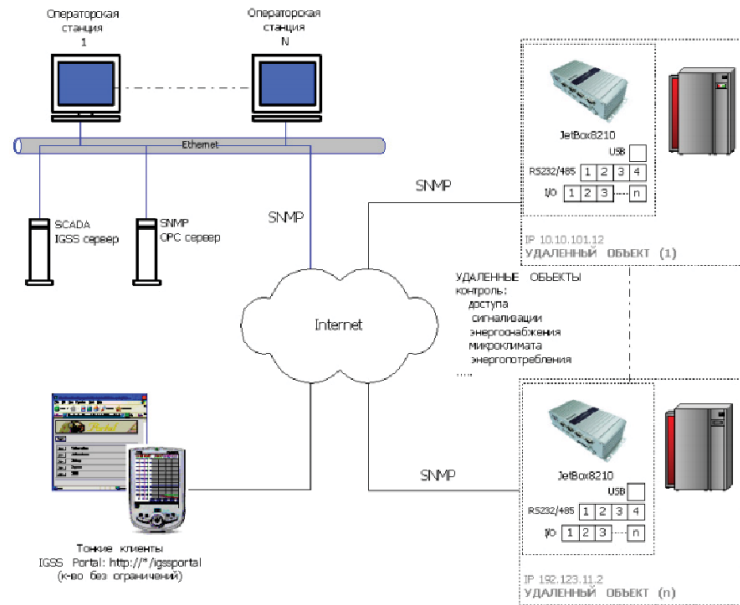 Операторская
станция
1
Операторская
станция
N
Ethernet
SCADA
IGSS сервер
SNMP
OPC сервер
SNMP
Internet
SNMP
JetBox8210
USB
RS232/485 1 2 3 4
I/O 1 2 3 n
IP 10.10.101.12
УДАЛЕННЫЙ ОБЪЕКТ (1)
УДАЛЕННЫЕ ОБЪЕКТЫ
контроль:
доступа
сигнализации
энергоснабжения
микроклимата
энергопотребления
.....
SNMP
JetBox8210
USB
RS232/485 1 2 3 4
I/O 1 2 3 n
IP 192.123.11.2
УДАЛЕННЫЙ ОБЪЕКТ (n)
Тонкие клиенты
IGSS Portal: http://*/igssportal
(к-во без ограничений)